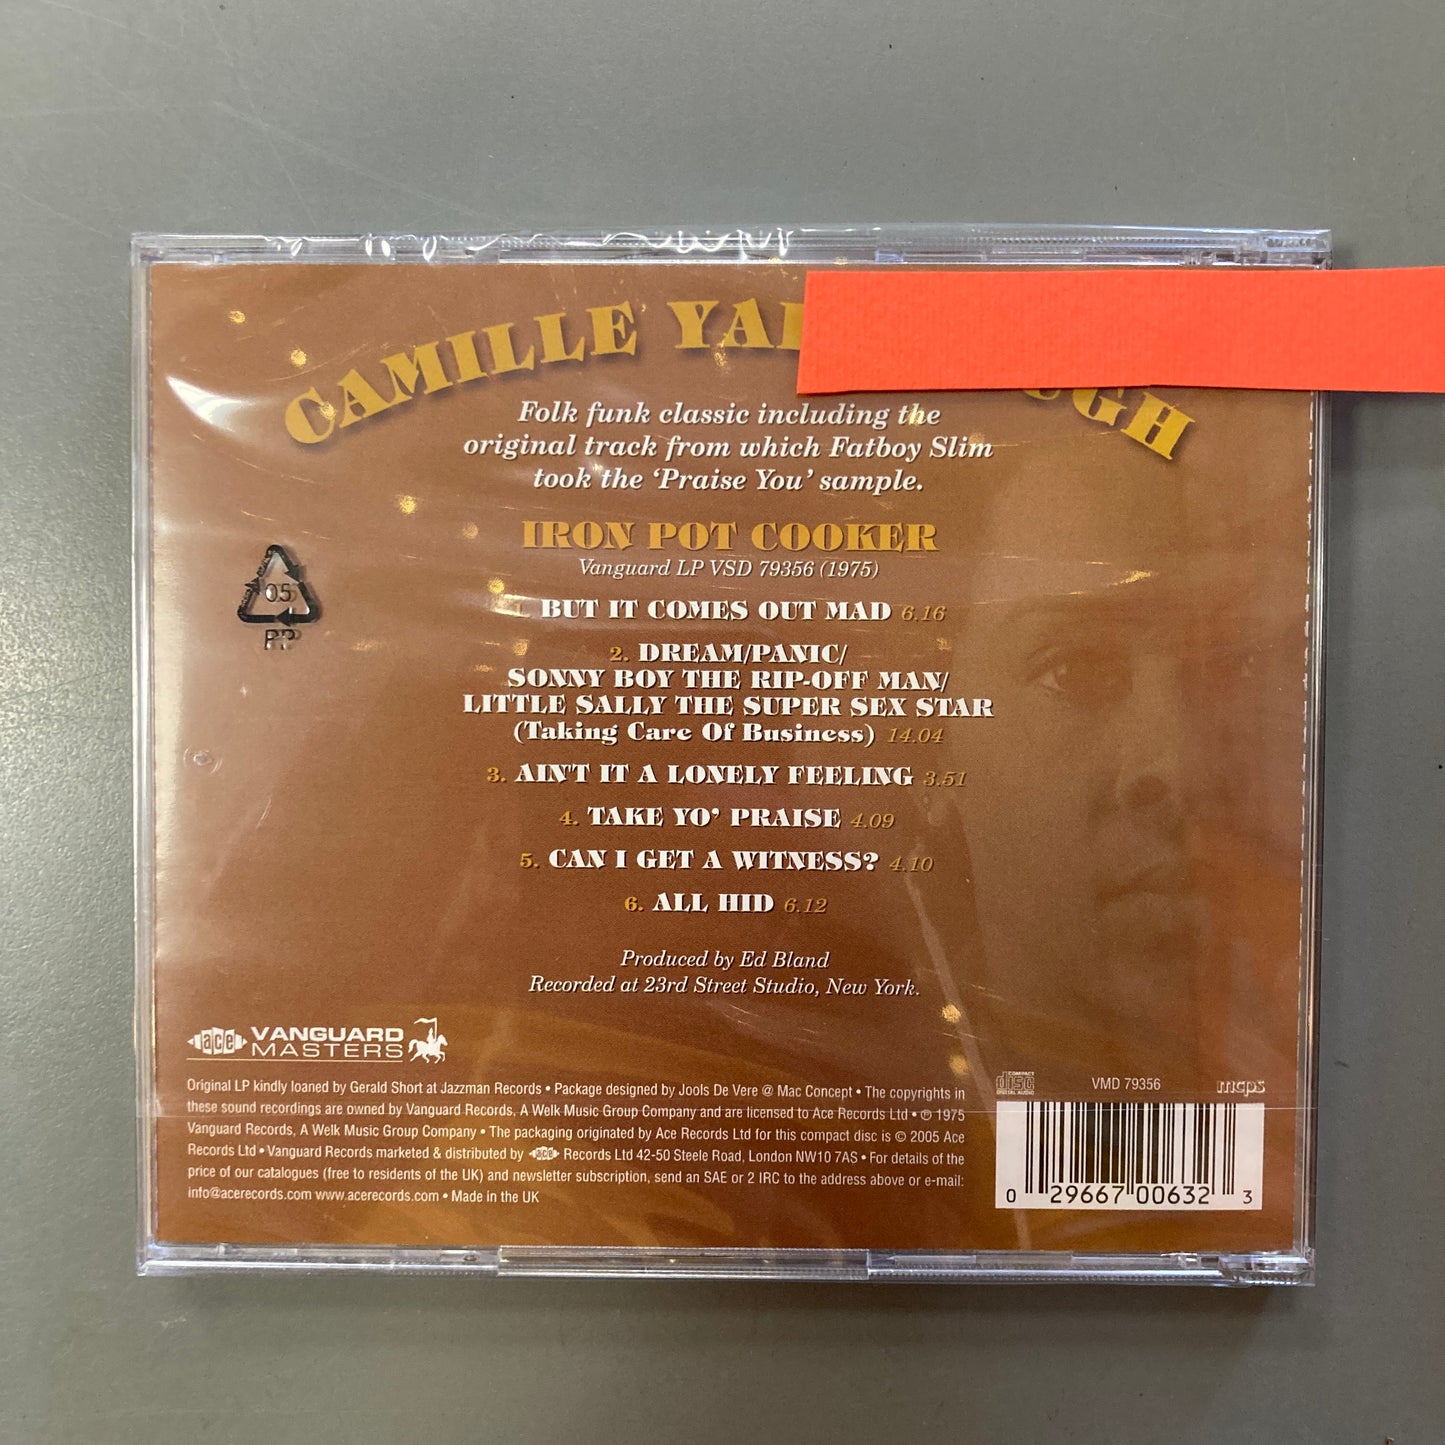 CAMILLE
Folk funk classic including the
original track from which Fatboy Slim
took the ‘Praise You’ sample.
IRON POT COOKER
Vanguard LP VSD 79356 (1975)
1. BUT IT COMES OUT MAD 6.16
2. DREAM/PANIC/
SONNY BOY THE RIP-OFF MAN/
LITTLE SALLY THE SUPER SEX STAR
(Taking Care Of Business) 14.04
3. AIN'T IT A LONELY FEELING 3.51
4. TAKE YO’ PRAISE 4.09
5. CAN I GET A WITNESS? 4.10
6. ALL HID 6.12
05
PP
Produced by Ed Bland
Recorded at 23rd Street Studio, New York.
ace VANGUARD
MASTERS
Original LP kindly loaned by Gerald Short at Jazzman Records • Package designed by Jools De Vere @ Mac Concept • The copyrights in
these sound recordings are owned by Vanguard Records, A Welk Music Group Company and are licensed to Ace Records Ltd • ℗ 1975
Vanguard Records, A Welk Music Group Company • The packaging originated by Ace Records Ltd for this compact disc is © 2005 Ace
Records Ltd • Vanguard Records marketed & distributed by ace Records Ltd 42-50 Steele Road, London NW10 7AS • For details of the
price of our catalogues (free to residents of the UK) and newsletter subscription, send an SAE or 2 IRC to the address above or e-mail:
info@acerecords.com www.acerecords.com • Made in the UK
COMPACT
disc
DIGITAL AUDIO
VMD 79356
mcps
0 29667 00632 3